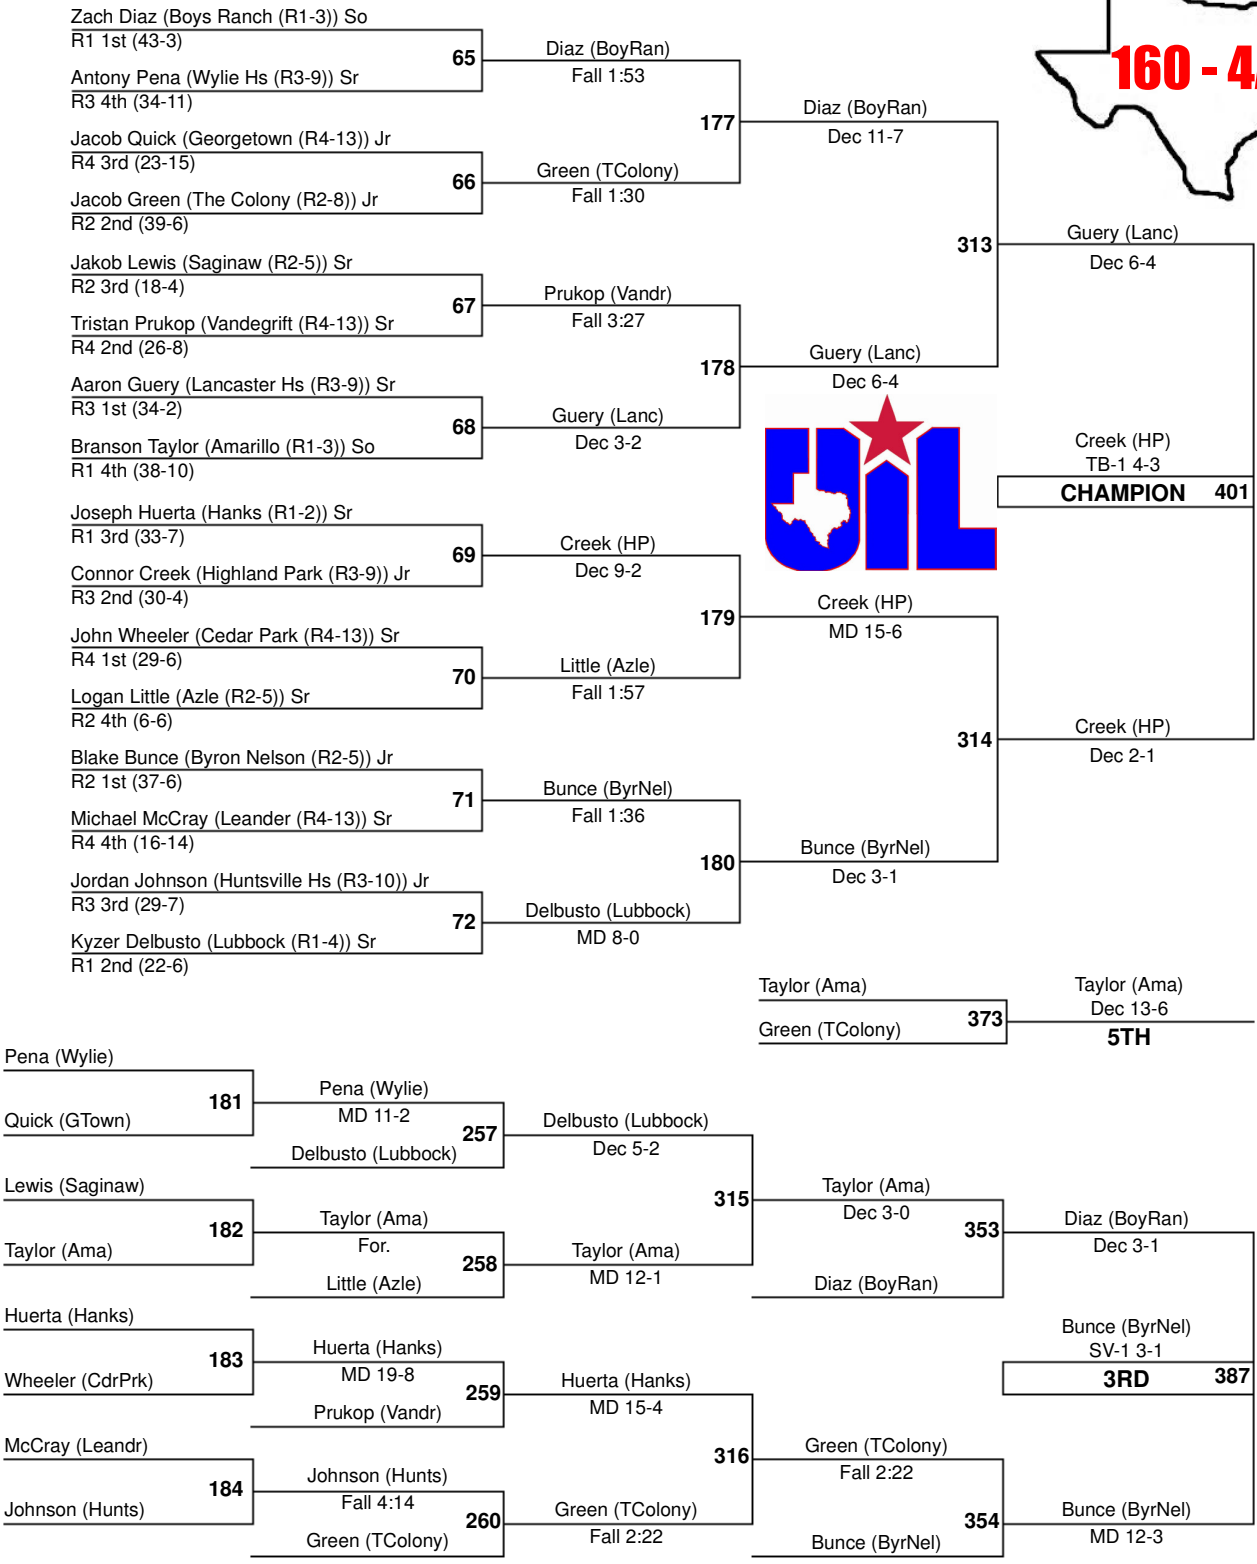 Zach Diaz (Boys Ranch (R1-3)) So
R1 1st (43-3)
65
Antony Pena (Wylie Hs (R3-9)) Sr
R3 4th (34-11)
Diaz (BoyRan)
Fall 1:53
177
Jacob Quick (Georgetown (R4-13)) Jr
R4 3rd (23-15)
66
Jacob Green (The Colony (R2-8)) Jr
R2 2nd (39-6)
Green (TColony)
Fall 1:30
Diaz (BoyRan)
Dec 11-7
313
Jakob Lewis (Saginaw (R2-5)) Sr
R2 3rd (18-4)
67
Tristan Prukop (Vandegrift (R4-13)) Sr
R4 2nd (26-8)
Prukop (Vandr)
Fall 3:27
178
Aaron Guery (Lancaster Hs (R3-9)) Sr
R3 1st (34-2)
68
Branson Taylor (Amarillo (R1-3)) So
R1 4th (38-10)
Guery (Lanc)
Dec 3-2
Guery (Lanc)
Dec 6-4
Guery (Lanc)
Dec 6-4
160 - 4
UIL
Creek (HP)
TB-1 4-3
CHAMPION 401
Joseph Huerta (Hanks (R1-2)) Sr
R1 3rd (33-7)
69
Connor Creek (Highland Park (R3-9)) Jr
R3 2nd (30-4)
Creek (HP)
Dec 9-2
179
John Wheeler (Cedar Park (R4-13)) Sr
R4 1st (29-6)
70
Logan Little (Azle (R2-5)) Sr
R2 4th (6-6)
Little (Azle)
Fall 1:57
Creek (HP)
MD 15-6
314
Blake Bunce (Byron Nelson (R2-5)) Jr
R2 1st (37-6)
71
Michael McCray (Leander (R4-13)) Sr
R4 4th (16-14)
Bunce (ByrNel)
Fall 1:36
180
Jordan Johnson (Huntsville Hs (R3-10)) Jr
R3 3rd (29-7)
72
Kyzer Delbusto (Lubbock (R1-4)) Sr
R1 2nd (22-6)
Delbusto (Lubbock)
MD 8-0
Bunce (ByrNel)
Dec 3-1
Creek (HP)
Dec 2-1
Taylor (Ama)
373
Green (TColony)
Taylor (Ama)
Dec 13-6
5TH
Pena (Wylie)
181
Quick (GTown)
Pena (Wylie)
MD 11-2
257
Delbusto (Lubbock)
Delbusto (Lubbock)
Dec 5-2
315
Lewis (Saginaw)
182
Taylor (Ama)
Taylor (Ama)
For.
258
Little (Azle)
Taylor (Ama)
MD 12-1
Taylor (Ama)
Dec 3-0
353
Diaz (BoyRan)
Diaz (BoyRan)
Dec 3-1
Huerta (Hanks)
183
Wheeler (CdrPrk)
Huerta (Hanks)
MD 19-8
259
Prukop (Vandr)
Huerta (Hanks)
MD 15-4
316
McCray (Leandr)
184
Johnson (Hunts)
Johnson (Hunts)
Fall 4:14
260
Green (TColony)
Green (TColony)
Fall 2:22
Green (TColony)
Fall 2:22
354
Bunce (ByrNel)
Bunce (ByrNel)
MD 12-3
Bunce (ByrNel)
SV-1 3-1
3RD 387